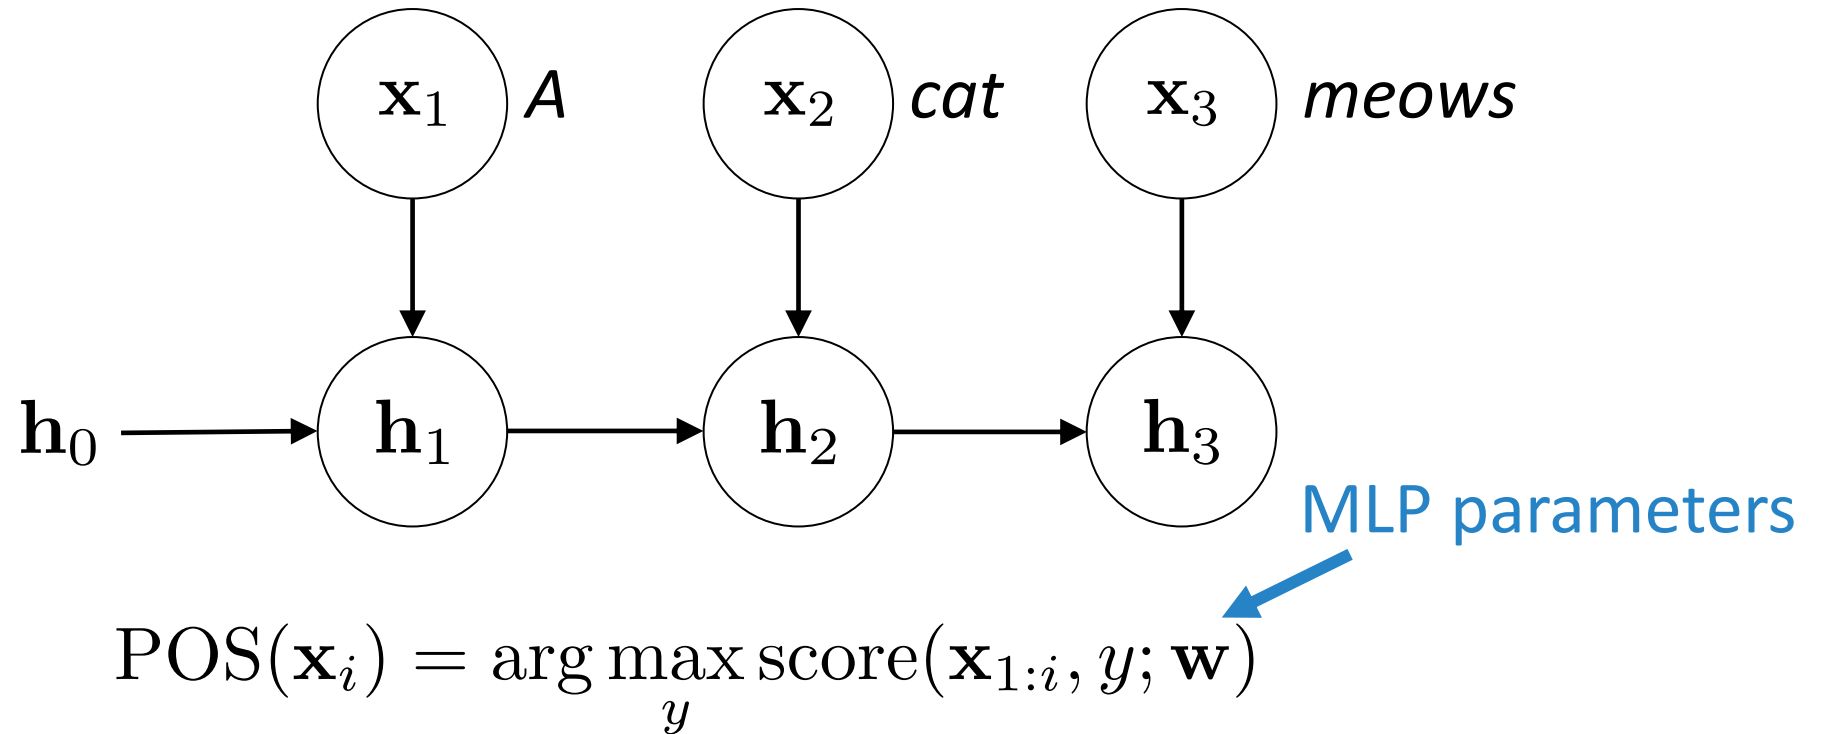 x₁ A x₂ cat x₃ meows
h₀ h₁ h₂ h₃
MLP parameters
POS(xᵢ) = arg max score(x₁:ᵢ, y; w)
y